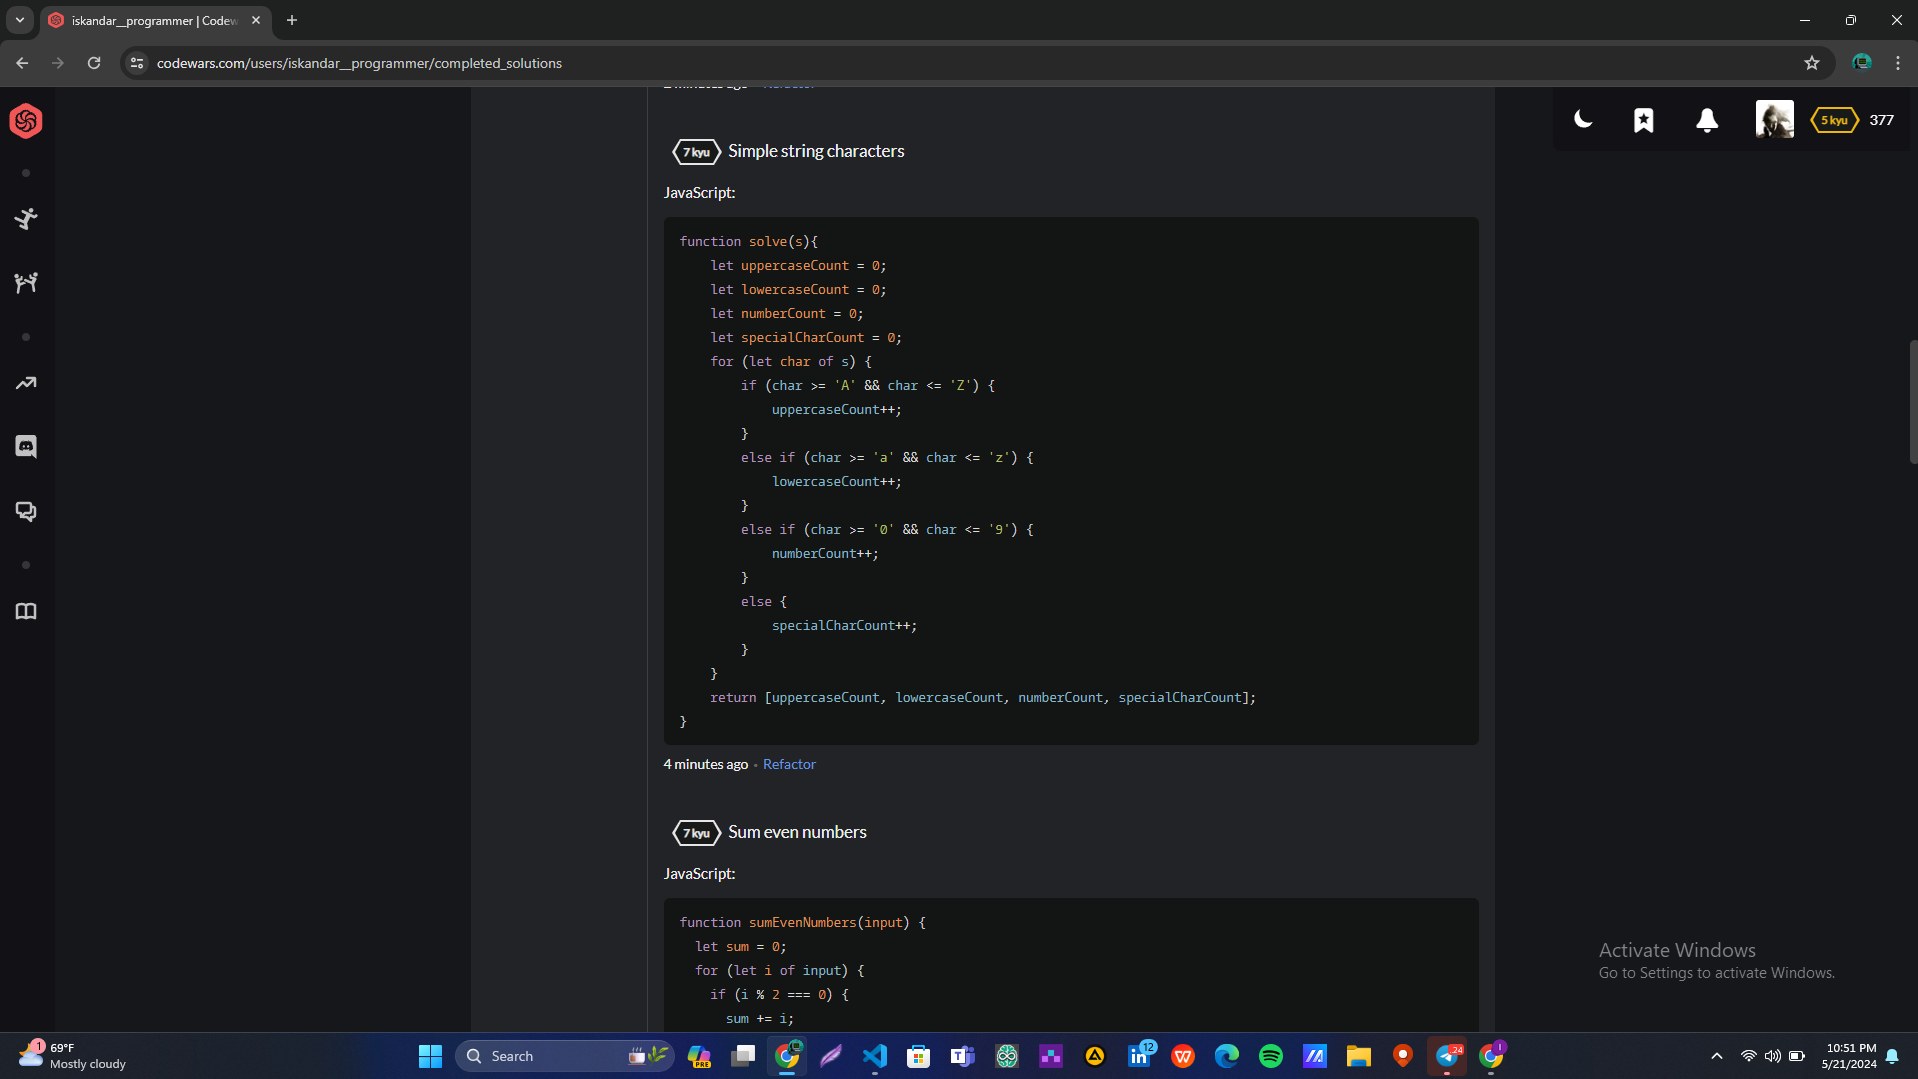 iskandar__programmer | Codew
codewars.com/users/iskandar__programmer/completed_solutions
5 kyu 377
7 kyu Simple string characters
JavaScript:
function solve(s){
    let uppercaseCount = 0;
    let lowercaseCount = 0;
    let numberCount = 0;
    let specialCharCount = 0;
    for (let char of s) {
        if (char >= 'A' && char <= 'Z') {
            uppercaseCount++;
        }
        else if (char >= 'a' && char <= 'z') {
            lowercaseCount++;
        }
        else if (char >= '0' && char <= '9') {
            numberCount++;
        }
        else {
            specialCharCount++;
        }
    }
    return [uppercaseCount, lowercaseCount, numberCount, specialCharCount];
}
4 minutes ago • Refactor
7 kyu Sum even numbers
JavaScript:
function sumEvenNumbers(input) {
  let sum = 0;
  for (let i of input) {
    if (i % 2 === 0) {
      sum += i;
Activate Windows
Go to Settings to activate Windows.
1
69°F
Mostly cloudy
Search
PRE
12
24
10:51 PM
5/21/2024